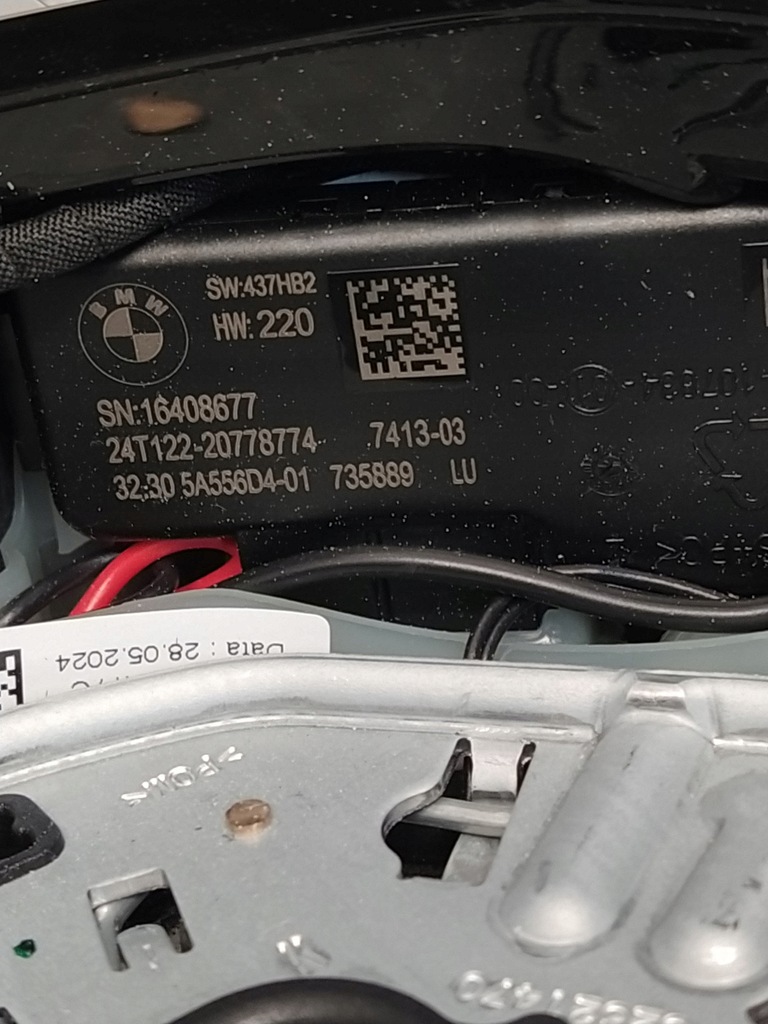 BMW
SW:437HB2
HW: 220
SN:16408677
24T122-20778774 7413-03
32.30 5A556D4-01 735889 LU
Data : 28.05.2024
>POM<
K